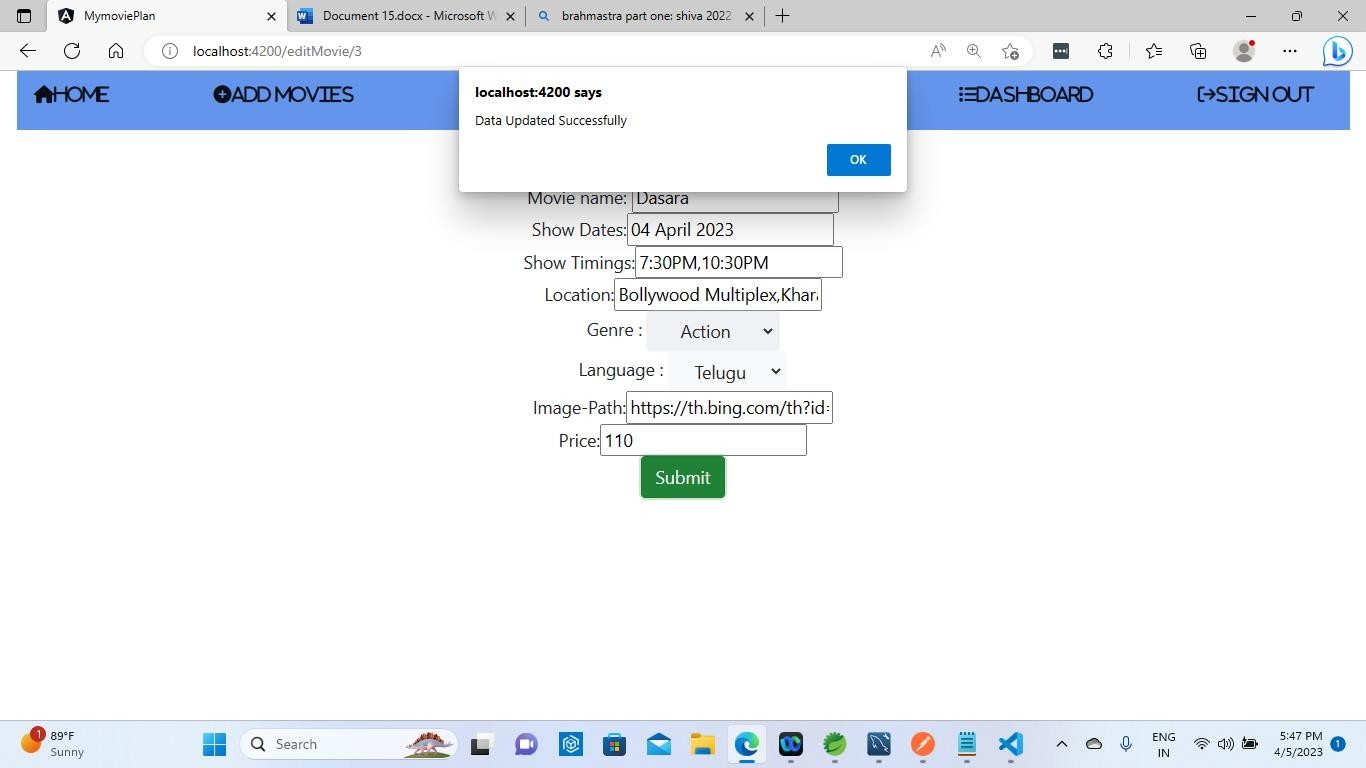 MymoviePlan
Document 15.docx - Microsoft W
brahmastra part one: shiva 2022
localhost:4200/editMovie/3
HOME
ADD MOVIES
DASHBOARD
SIGN OUT
localhost:4200 says
Data Updated Successfully
OK
Movie name: Dasara
Show Dates: 04 April 2023
Show Timings: 7:30PM,10:30PM
Location: Bollywood Multiplex,Khar
Genre : Action
Language : Telugu
Image-Path: https://th.bing.com/th?id=
Price: 110
Submit
1
89°F
Sunny
Search
ENG
IN
5:47 PM
4/5/2023
1